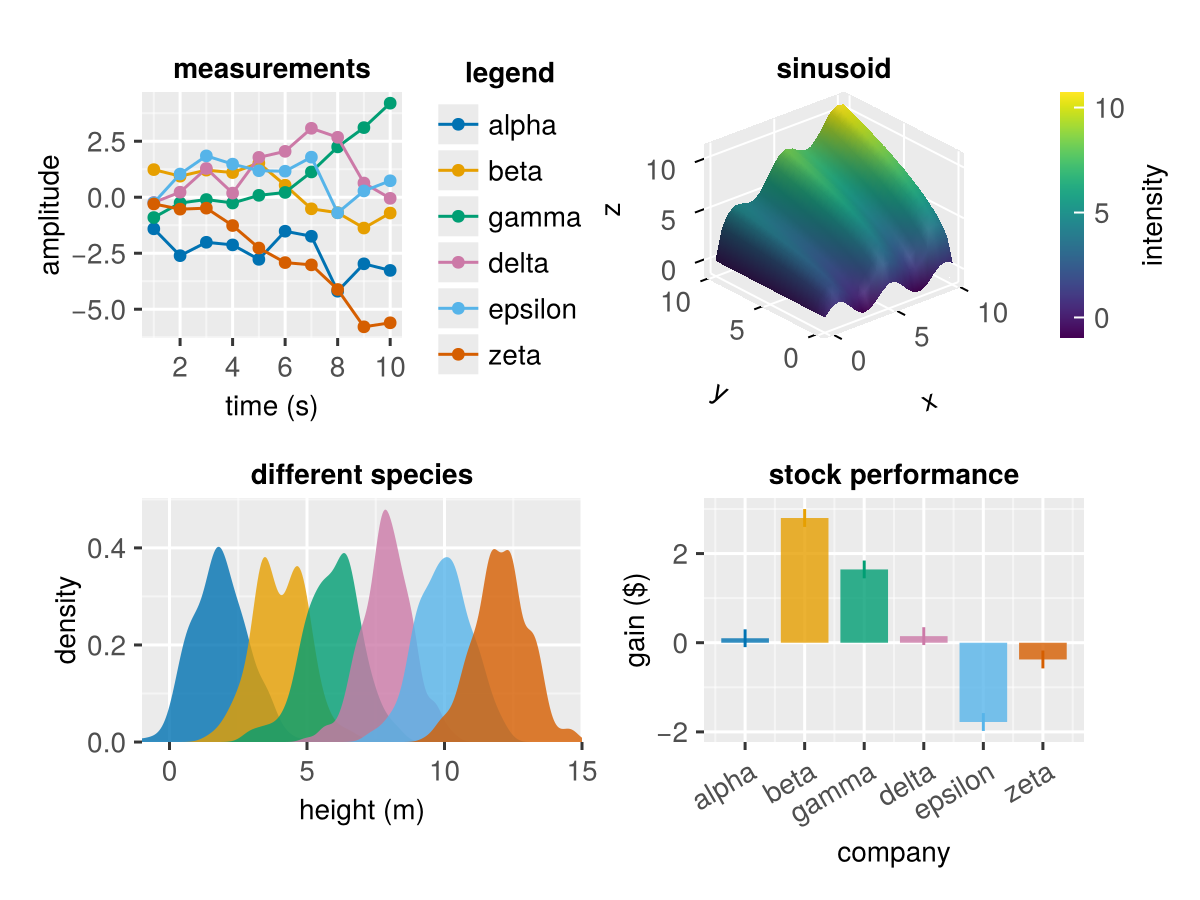 measurements
amplitude
2.5
0.0
−2.5
−5.0
2 4 6 8 10
time (s)
legend
alpha
beta
gamma
delta
epsilon
zeta
sinusoid
z
10
5
0
10
5
0
y
0
5
10
x
10
5
0
intensity
different species
density
0.4
0.2
0.0
0 5 10 15
height (m)
stock performance
gain ($)
2
0
−2
alpha beta gamma delta epsilon zeta
company